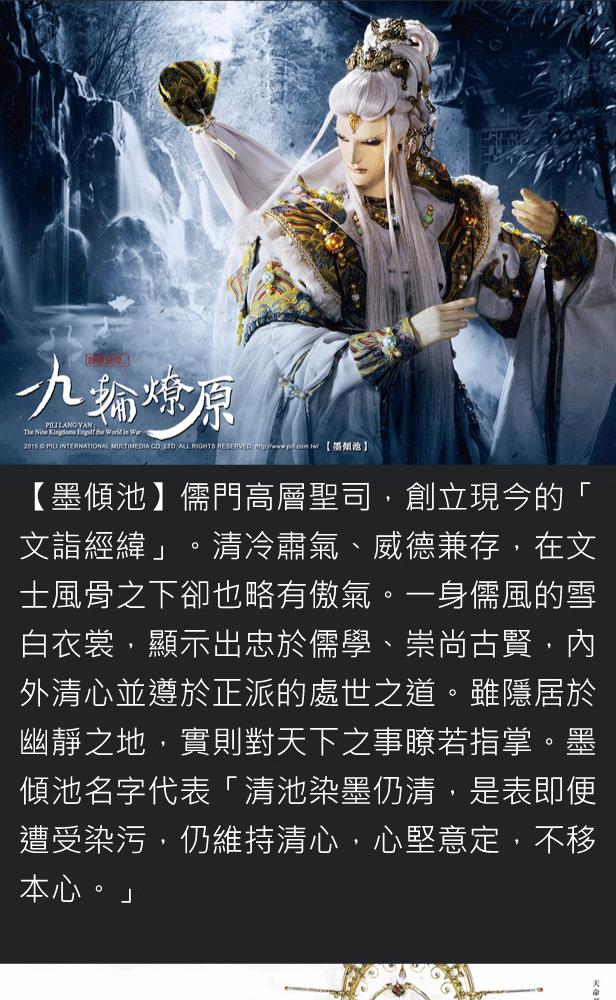 九輪燎原
PILI LANG YAN :
The Nine Kingdoms Engulf the World in War
2015 © PILI INTERNATIONAL MULTIMEDIA CO., LTD. ALL RIGHTS RESERVED. http://www.pili.com.tw/ 【墨傾池】
【墨傾池】儒門高層聖司，創立現今的「
文詣經緯」。清冷肅氣、威德兼存，在文
士風骨之下卻也略有傲氣。一身儒風的雪
白衣裳，顯示出忠於儒學、崇尚古賢，內
外清心並遵於正派的處世之道。雖隱居於
幽靜之地，實則對天下之事瞭若指掌。墨
傾池名字代表「清池染墨仍清，是表即便
遭受染污，仍維持清心，心堅意定，不移
本心。」
天命